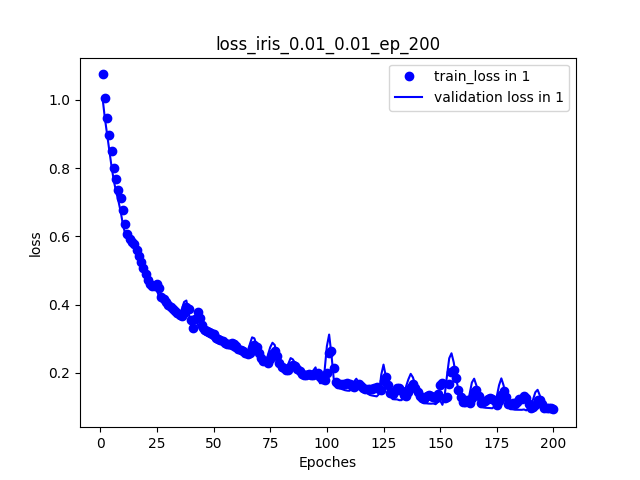 loss_iris_0.01_0.01_ep_200
train_loss in 1
validation loss in 1
loss
1.0
0.8
0.6
0.4
0.2
0 25 50 75 100 125 150 175 200
Epoches